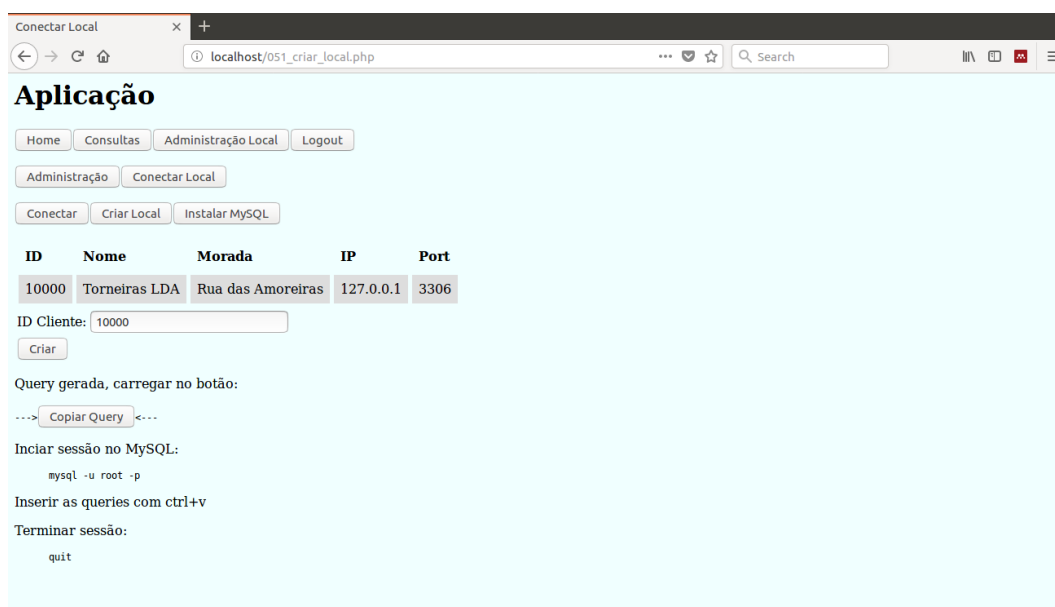 Conectar Local
localhost/051_criar_local.php
Search
Aplicação
Home Consultas Administração Local Logout
Administração Conectar Local
Conectar Criar Local Instalar MySQL
ID Nome Morada IP Port
10000 Torneiras LDA Rua das Amoreiras 127.0.0.1 3306
ID Cliente: 10000
Criar
Query gerada, carregar no botão:
---> Copiar Query <---
Inciar sessão no MySQL:
mysql -u root -p
Inserir as queries com ctrl+v
Terminar sessão:
quit